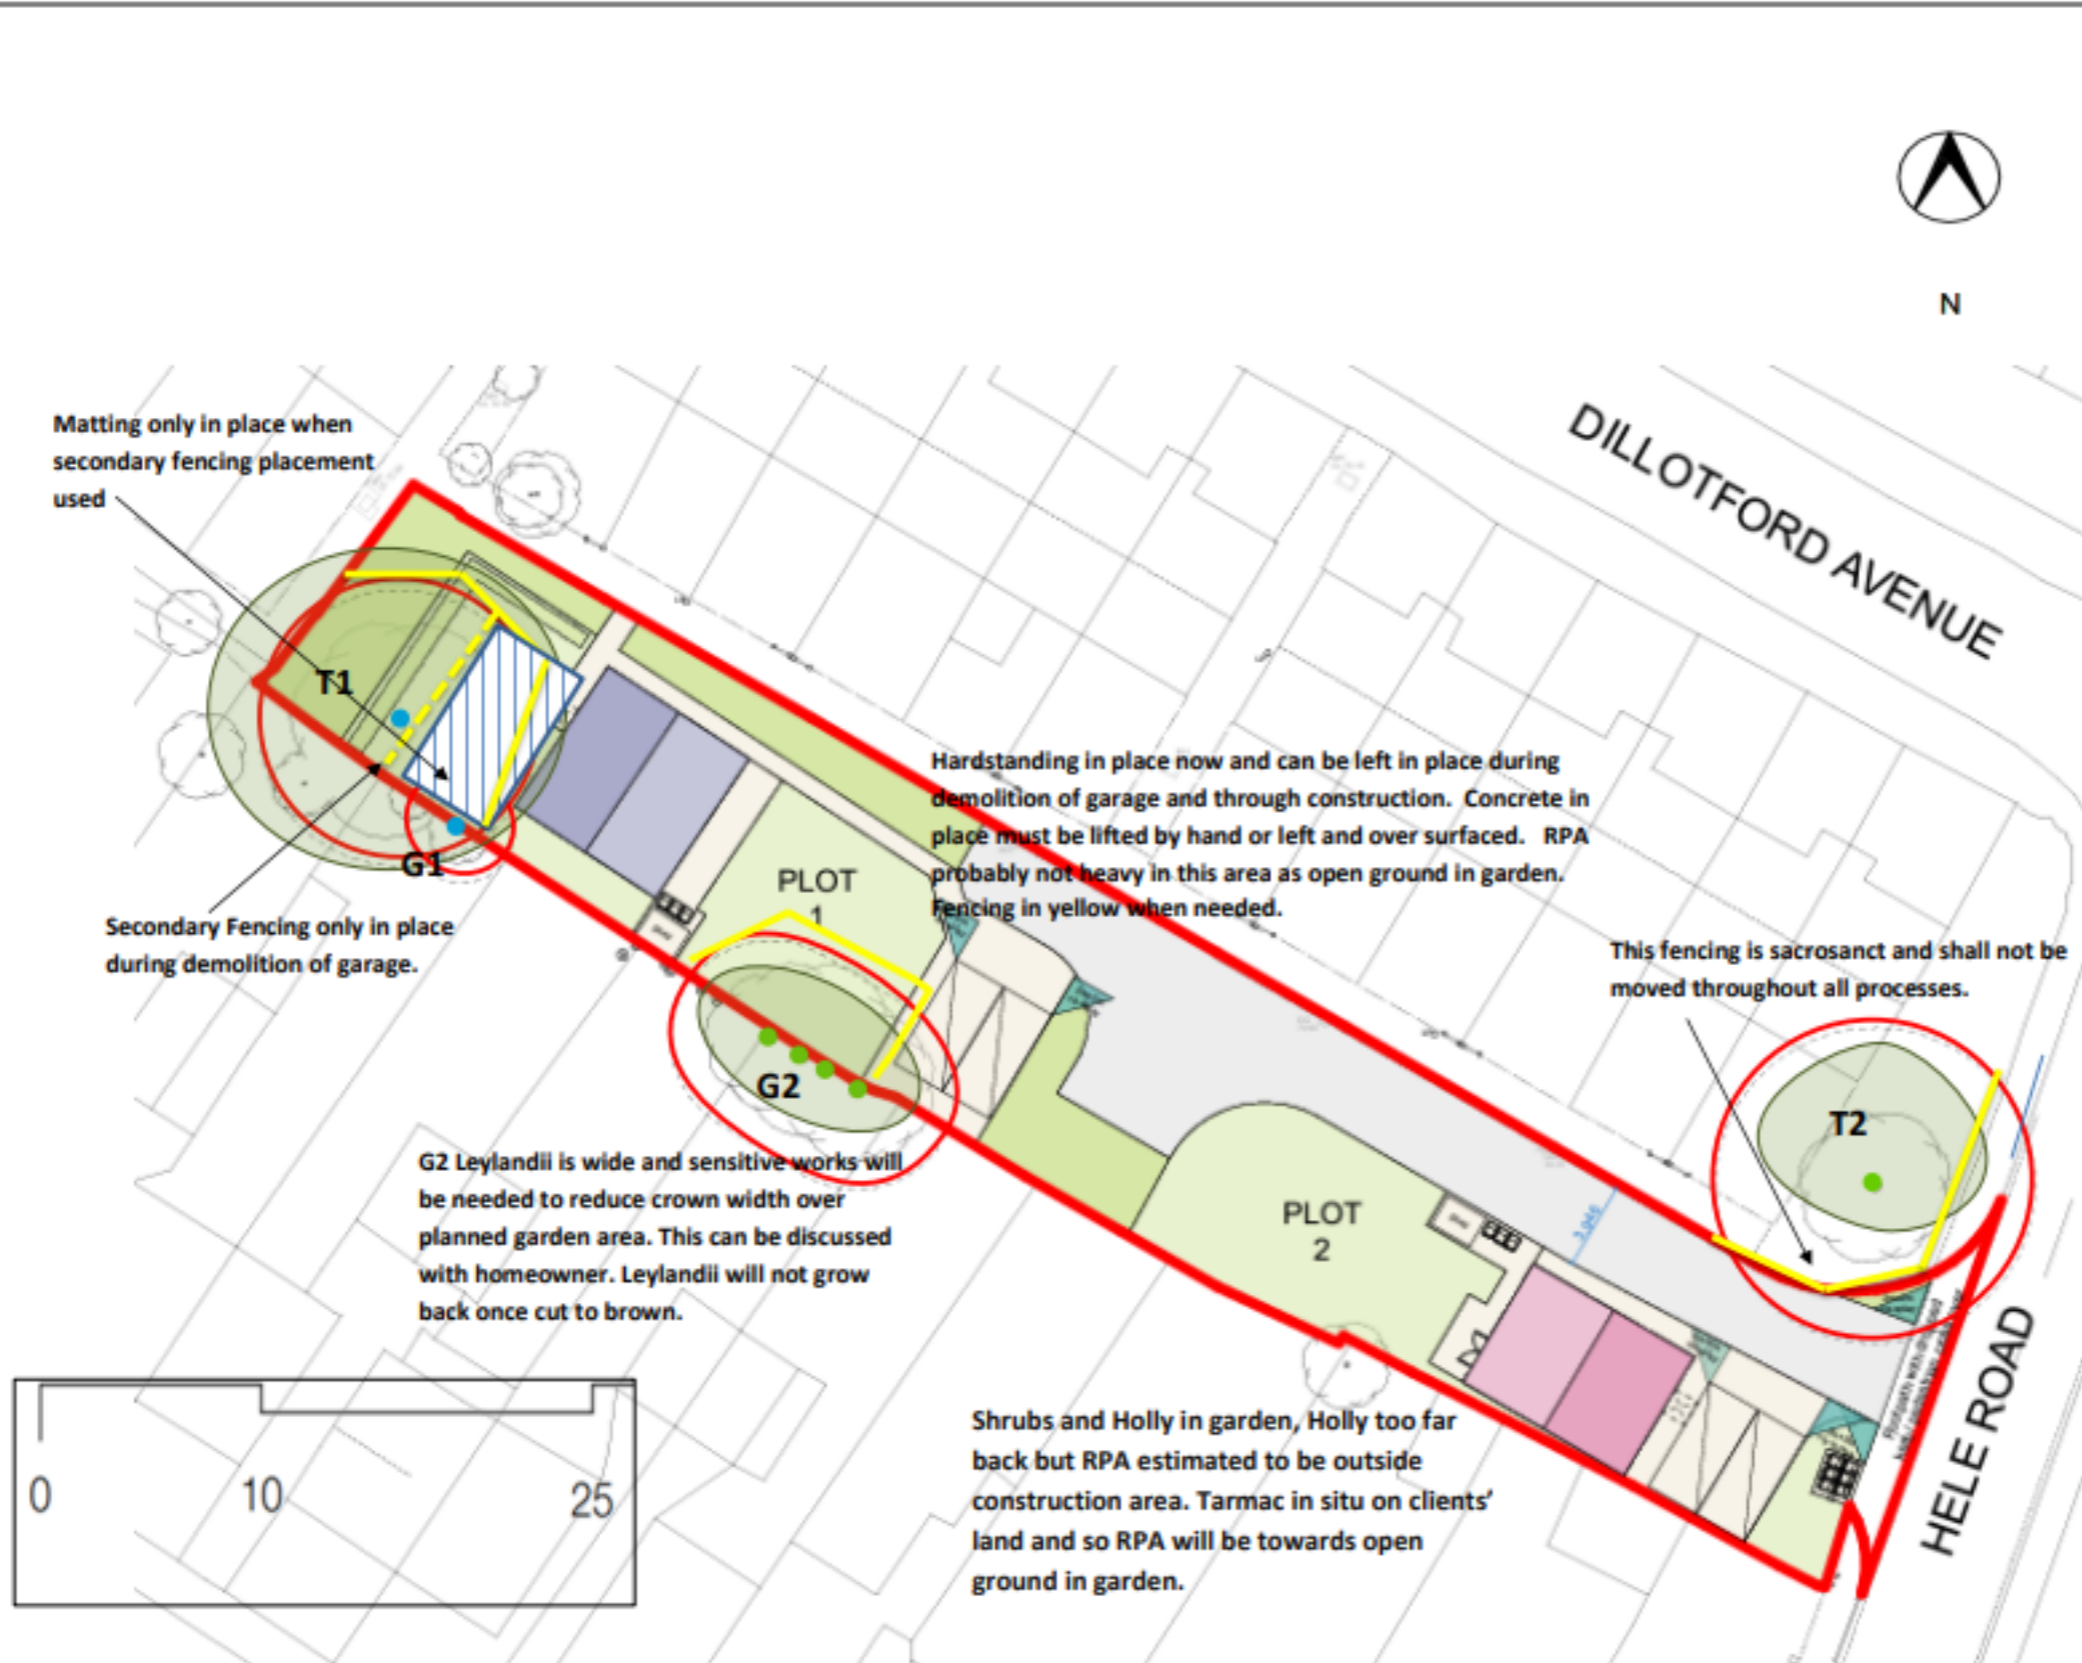 N
DILLOTFORD AVENUE
Matting only in place when
secondary fencing placement
used
T1
G1
Secondary Fencing only in place
during demolition of garage.
PLOT
1
Hardstanding in place now and can be left in place during
demolition of garage and through construction. Concrete in
place must be lifted by hand or left and over surfaced. RPA
probably not heavy in this area as open ground in garden.
Fencing in yellow when needed.
This fencing is sacrosanct and shall not be
moved throughout all processes.
T2
G2
G2 Leylandii is wide and sensitive works will
be needed to reduce crown width over
planned garden area. This can be discussed
with homeowner. Leylandii will not grow
back once cut to brown.
PLOT
2
HELE ROAD
Shrubs and Holly in garden, Holly too far
back but RPA estimated to be outside
construction area. Tarmac in situ on clients’
land and so RPA will be towards open
ground in garden.
0 10 25